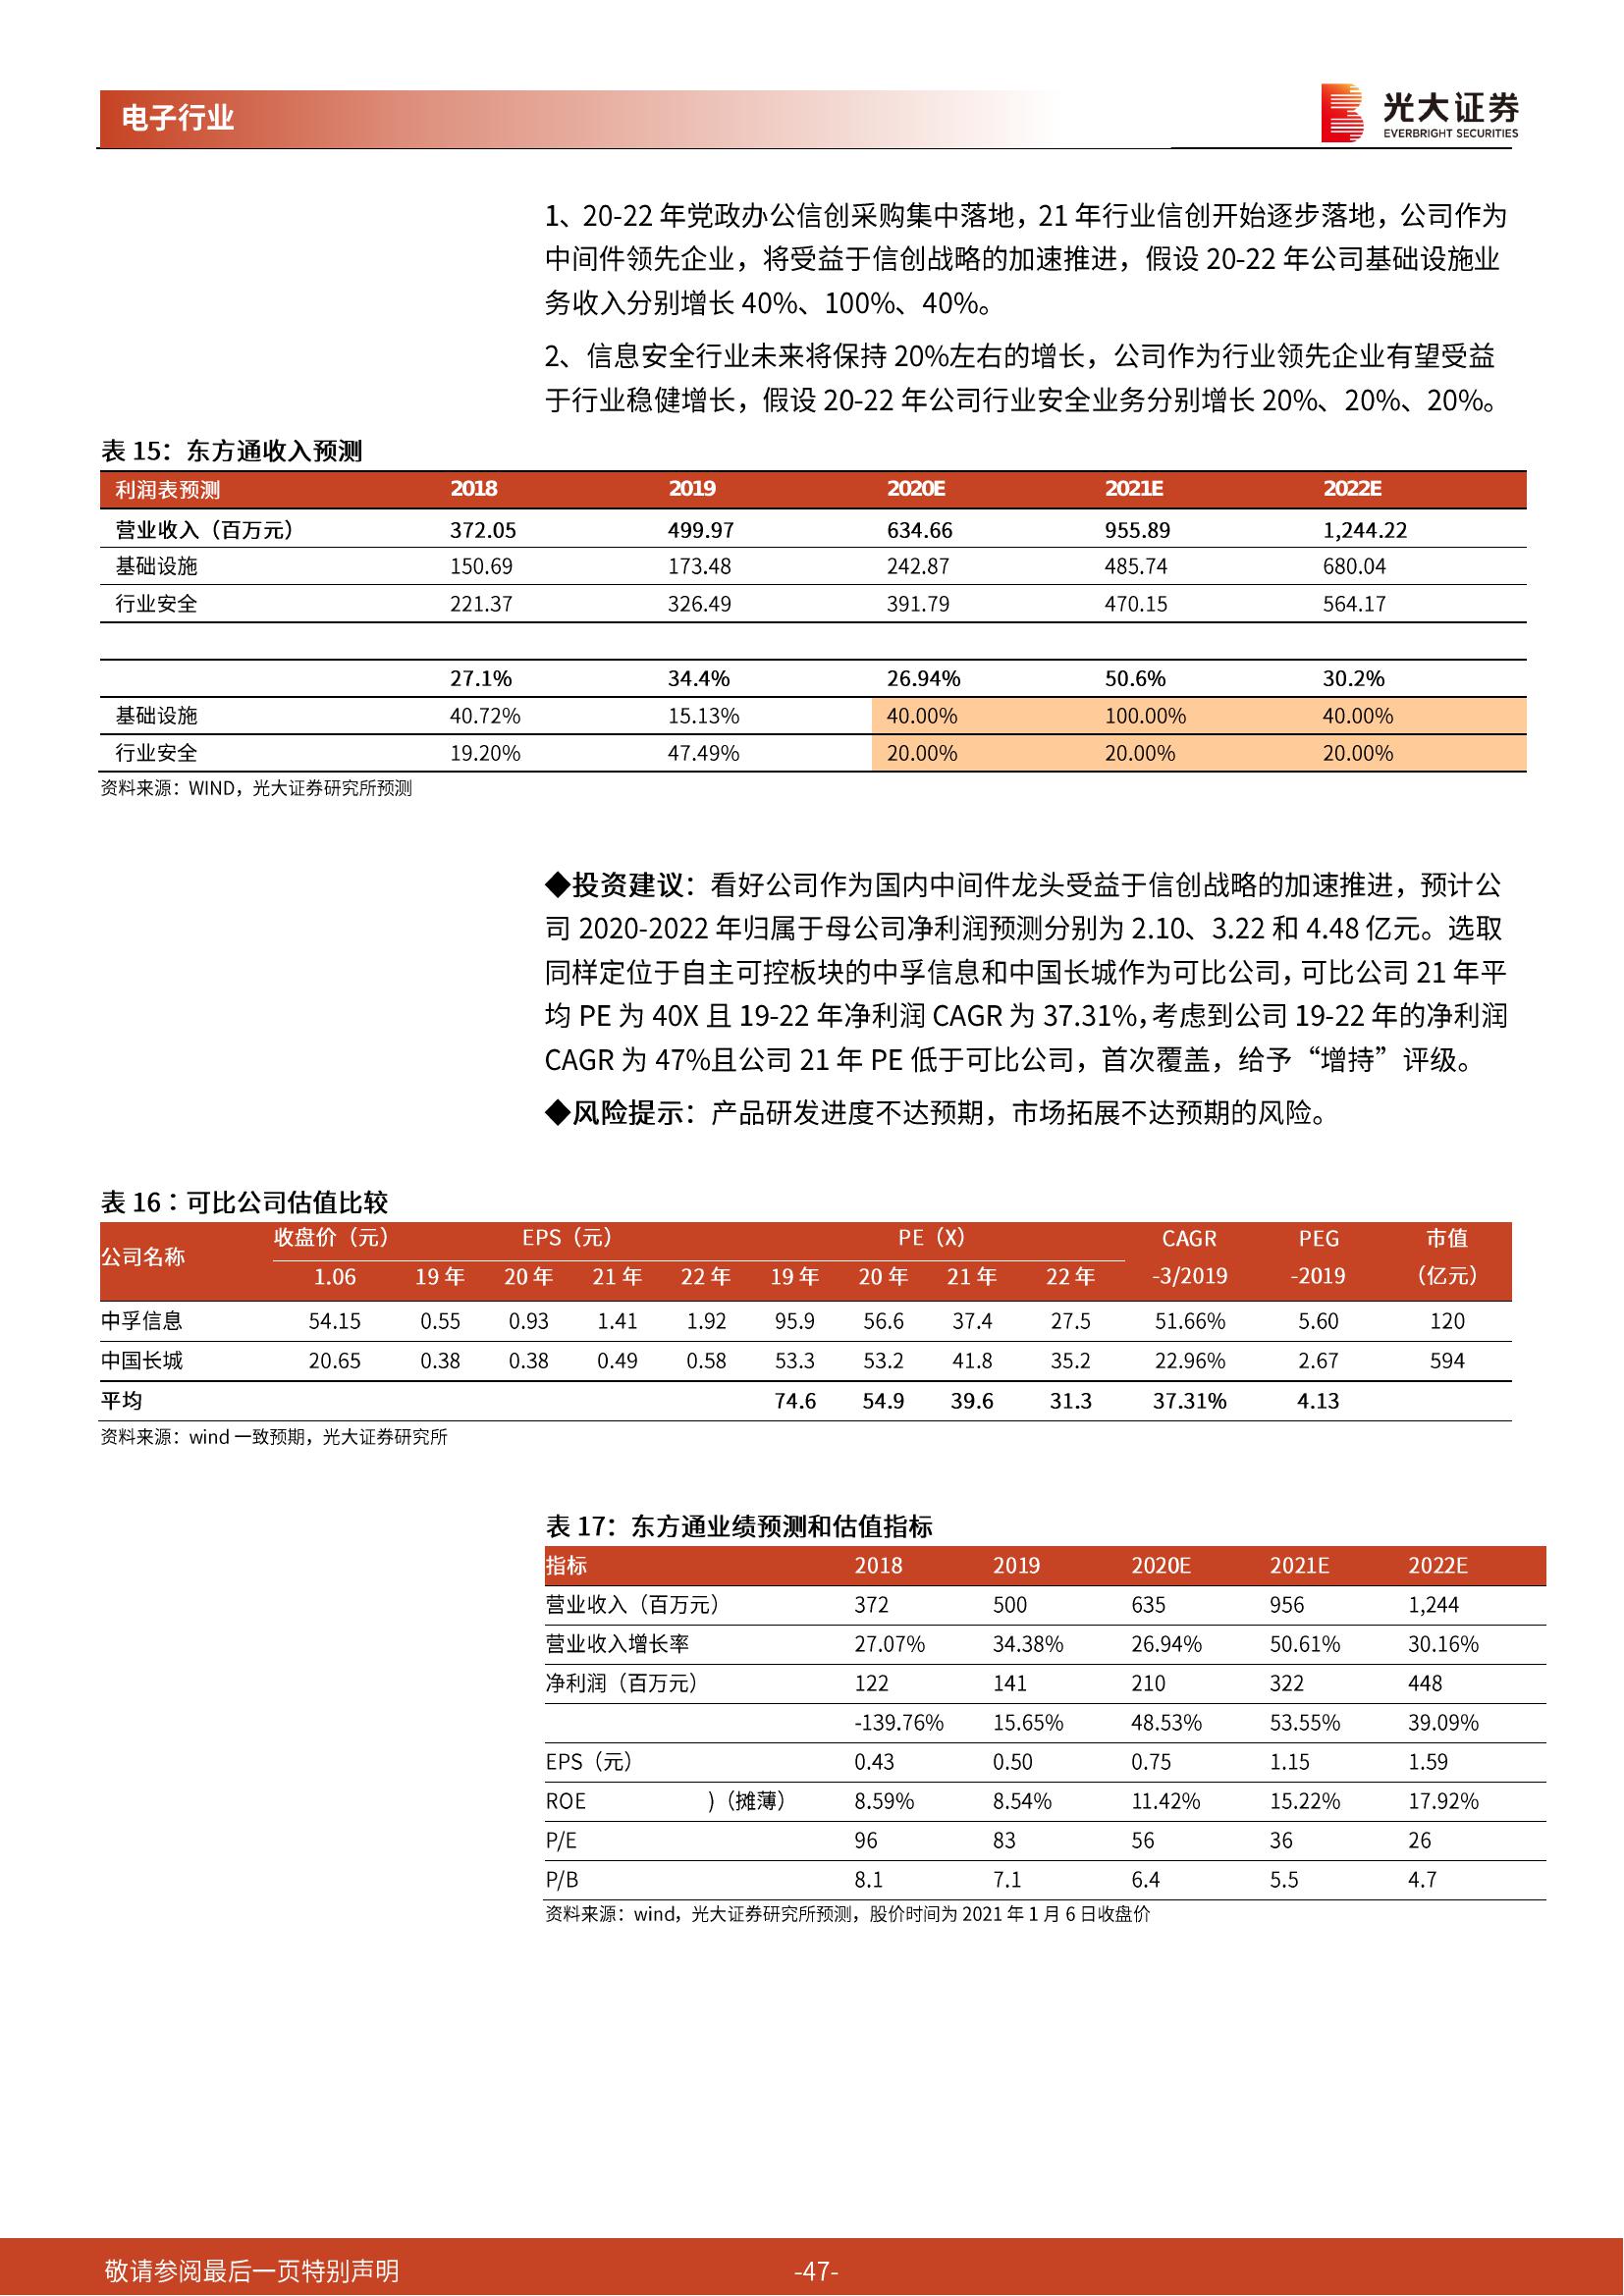 电子行业
光大证券
EVERBRIGHT SECURITIES
1、20-22 年党政办公信创采购集中落地，21 年行业信创开始逐步落地，公司作为
中间件领先企业，将受益于信创战略的加速推进，假设 20-22 年公司基础设施业
务收入分别增长 40%、100%、40%。
2、信息安全行业未来将保持 20%左右的增长，公司作为行业领先企业有望受益
于行业稳健增长，假设 20-22 年公司行业安全业务分别增长 20%、20%、20%。
表 15：东方通收入预测
利润表预测 2018 2019 2020E 2021E 2022E
营业收入（百万元） 372.05 499.97 634.66 955.89 1,244.22
基础设施 150.69 173.48 242.87 485.74 680.04
行业安全 221.37 326.49 391.79 470.15 564.17
27.1% 34.4% 26.94% 50.6% 30.2%
基础设施 40.72% 15.13% 40.00% 100.00% 40.00%
行业安全 19.20% 47.49% 20.00% 20.00% 20.00%
资料来源：WIND，光大证券研究所预测
◆投资建议：看好公司作为国内中间件龙头受益于信创战略的加速推进，预计公
司 2020-2022 年归属于母公司净利润预测分别为 2.10、3.22 和 4.48 亿元。选取
同样定位于自主可控板块的中孚信息和中国长城作为可比公司，可比公司 21 年平
均 PE 为 40X 且 19-22 年净利润 CAGR 为 37.31%，考虑到公司 19-22 年的净利润
CAGR 为 47%且公司 21 年 PE 低于可比公司，首次覆盖，给予“增持”评级。
◆风险提示：产品研发进度不达预期，市场拓展不达预期的风险。
表 16：可比公司估值比较
公司名称 收盘价（元） EPS（元） PE（X） CAGR PEG 市值
1.06 19 年 20 年 21 年 22 年 19 年 20 年 21 年 22 年 -3/2019 -2019 （亿元）
中孚信息 54.15 0.55 0.93 1.41 1.92 95.9 56.6 37.4 27.5 51.66% 5.60 120
中国长城 20.65 0.38 0.38 0.49 0.58 53.3 53.2 41.8 35.2 22.96% 2.67 594
平均 74.6 54.9 39.6 31.3 37.31% 4.13
资料来源：wind 一致预期，光大证券研究所
表 17：东方通业绩预测和估值指标
指标 2018 2019 2020E 2021E 2022E
营业收入（百万元） 372 500 635 956 1,244
营业收入增长率 27.07% 34.38% 26.94% 50.61% 30.16%
净利润（百万元） 122 141 210 322 448
-139.76% 15.65% 48.53% 53.55% 39.09%
EPS（元） 0.43 0.50 0.75 1.15 1.59
ROE )（摊薄） 8.59% 8.54% 11.42% 15.22% 17.92%
P/E 96 83 56 36 26
P/B 8.1 7.1 6.4 5.5 4.7
资料来源：wind，光大证券研究所预测，股价时间为 2021 年 1 月 6 日收盘价
敬请参阅最后一页特别声明
-47-